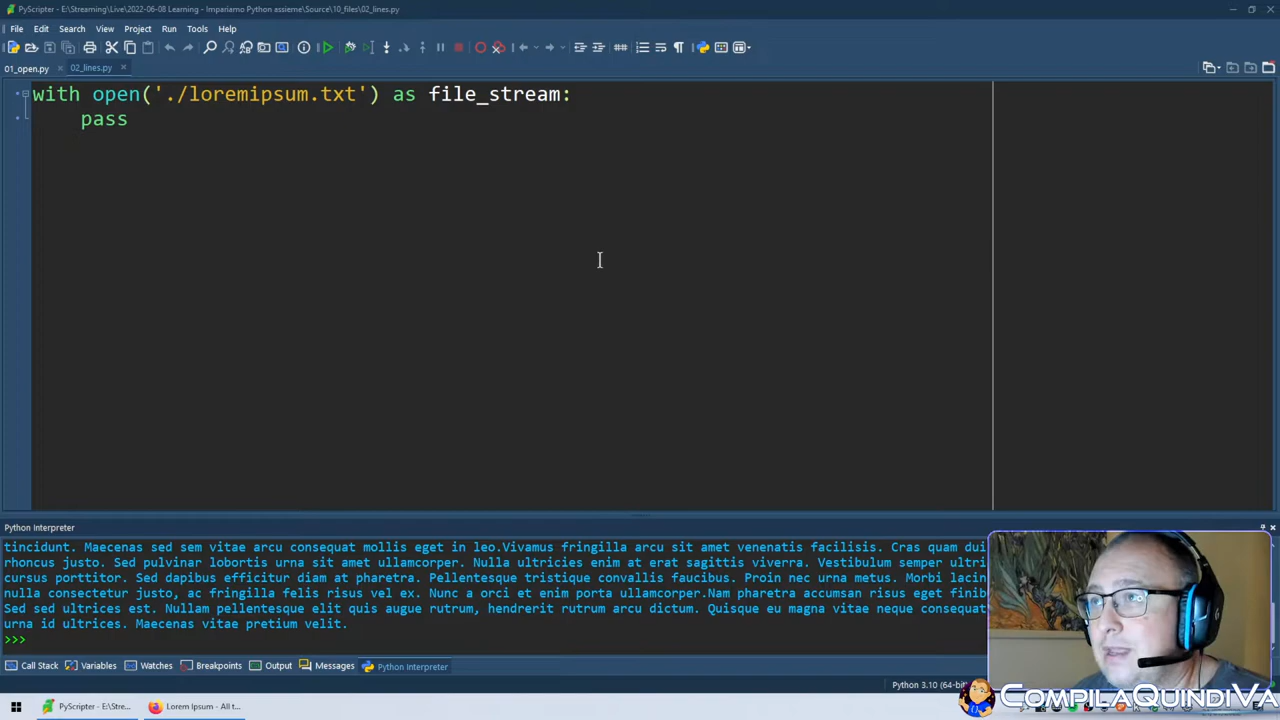 PyScripter - E:\Streaming\Live\2022-06-08 Learning - Impariamo Python assieme\Source\10_files\02_lines.py
File Edit Search View Project Run Tools Help
01_open.py 02_lines.py
with open('./loremipsum.txt') as file_stream:
pass
Python Interpreter
tincidunt. Maecenas sed sem vitae arcu consequat mollis eget in leo.Vivamus fringilla arcu sit amet venenatis facilisis. Cras quam dui
rhoncus justo. Sed pulvinar lobortis urna sit amet ullamcorper. Nulla ultricies enim at erat sagittis viverra. Vestibulum semper ultri
cursus porttitor. Sed dapibus efficitur diam at pharetra. Pellentesque tristique convallis faucibus. Proin nec urna metus. Morbi lacin
nulla consectetur justo, ac fringilla felis risus vel ex. Nunc a orci et enim porta ullamcorper.Nam pharetra accumsan risus eget finib
Sed sed ultrices est. Nullam pellentesque elit quis augue rutrum, hendrerit rutrum arcu dictum. Quisque eu magna vitae neque consequat
urna id ultrices. Maecenas vitae pretium velit.
>>>
Call Stack Variables Watches Breakpoints Output Messages Python Interpreter
Python 3.10 (64-bit)
CompilaQuindiVa
PyScripter - E:\Stre... Lorem Ipsum - All t...